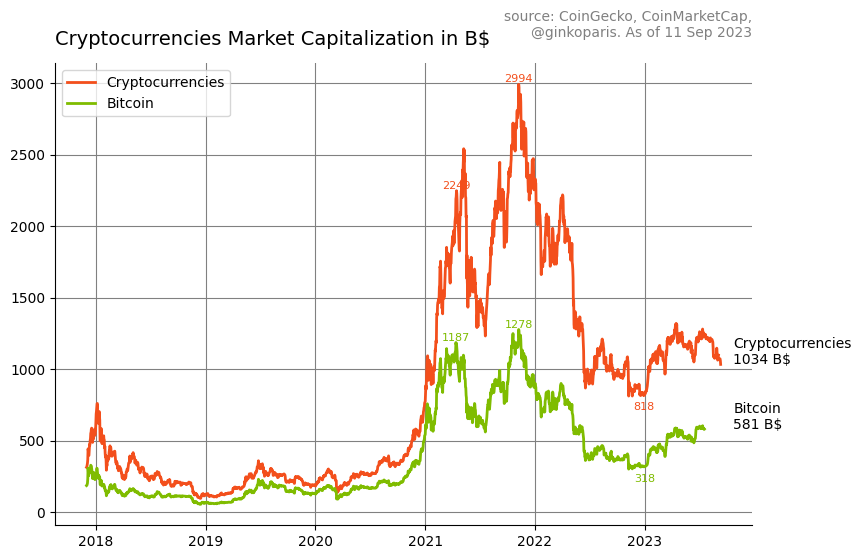 source: CoinGecko, CoinMarketCap,
@ginkoparis. As of 11 Sep 2023
Cryptocurrencies Market Capitalization in B$
Cryptocurrencies
Bitcoin
3000
2500
2000
1500
1000
500
0
2994
2249
1278
1187
818
318
Cryptocurrencies
1034 B$
Bitcoin
581 B$
2018 2019 2020 2021 2022 2023